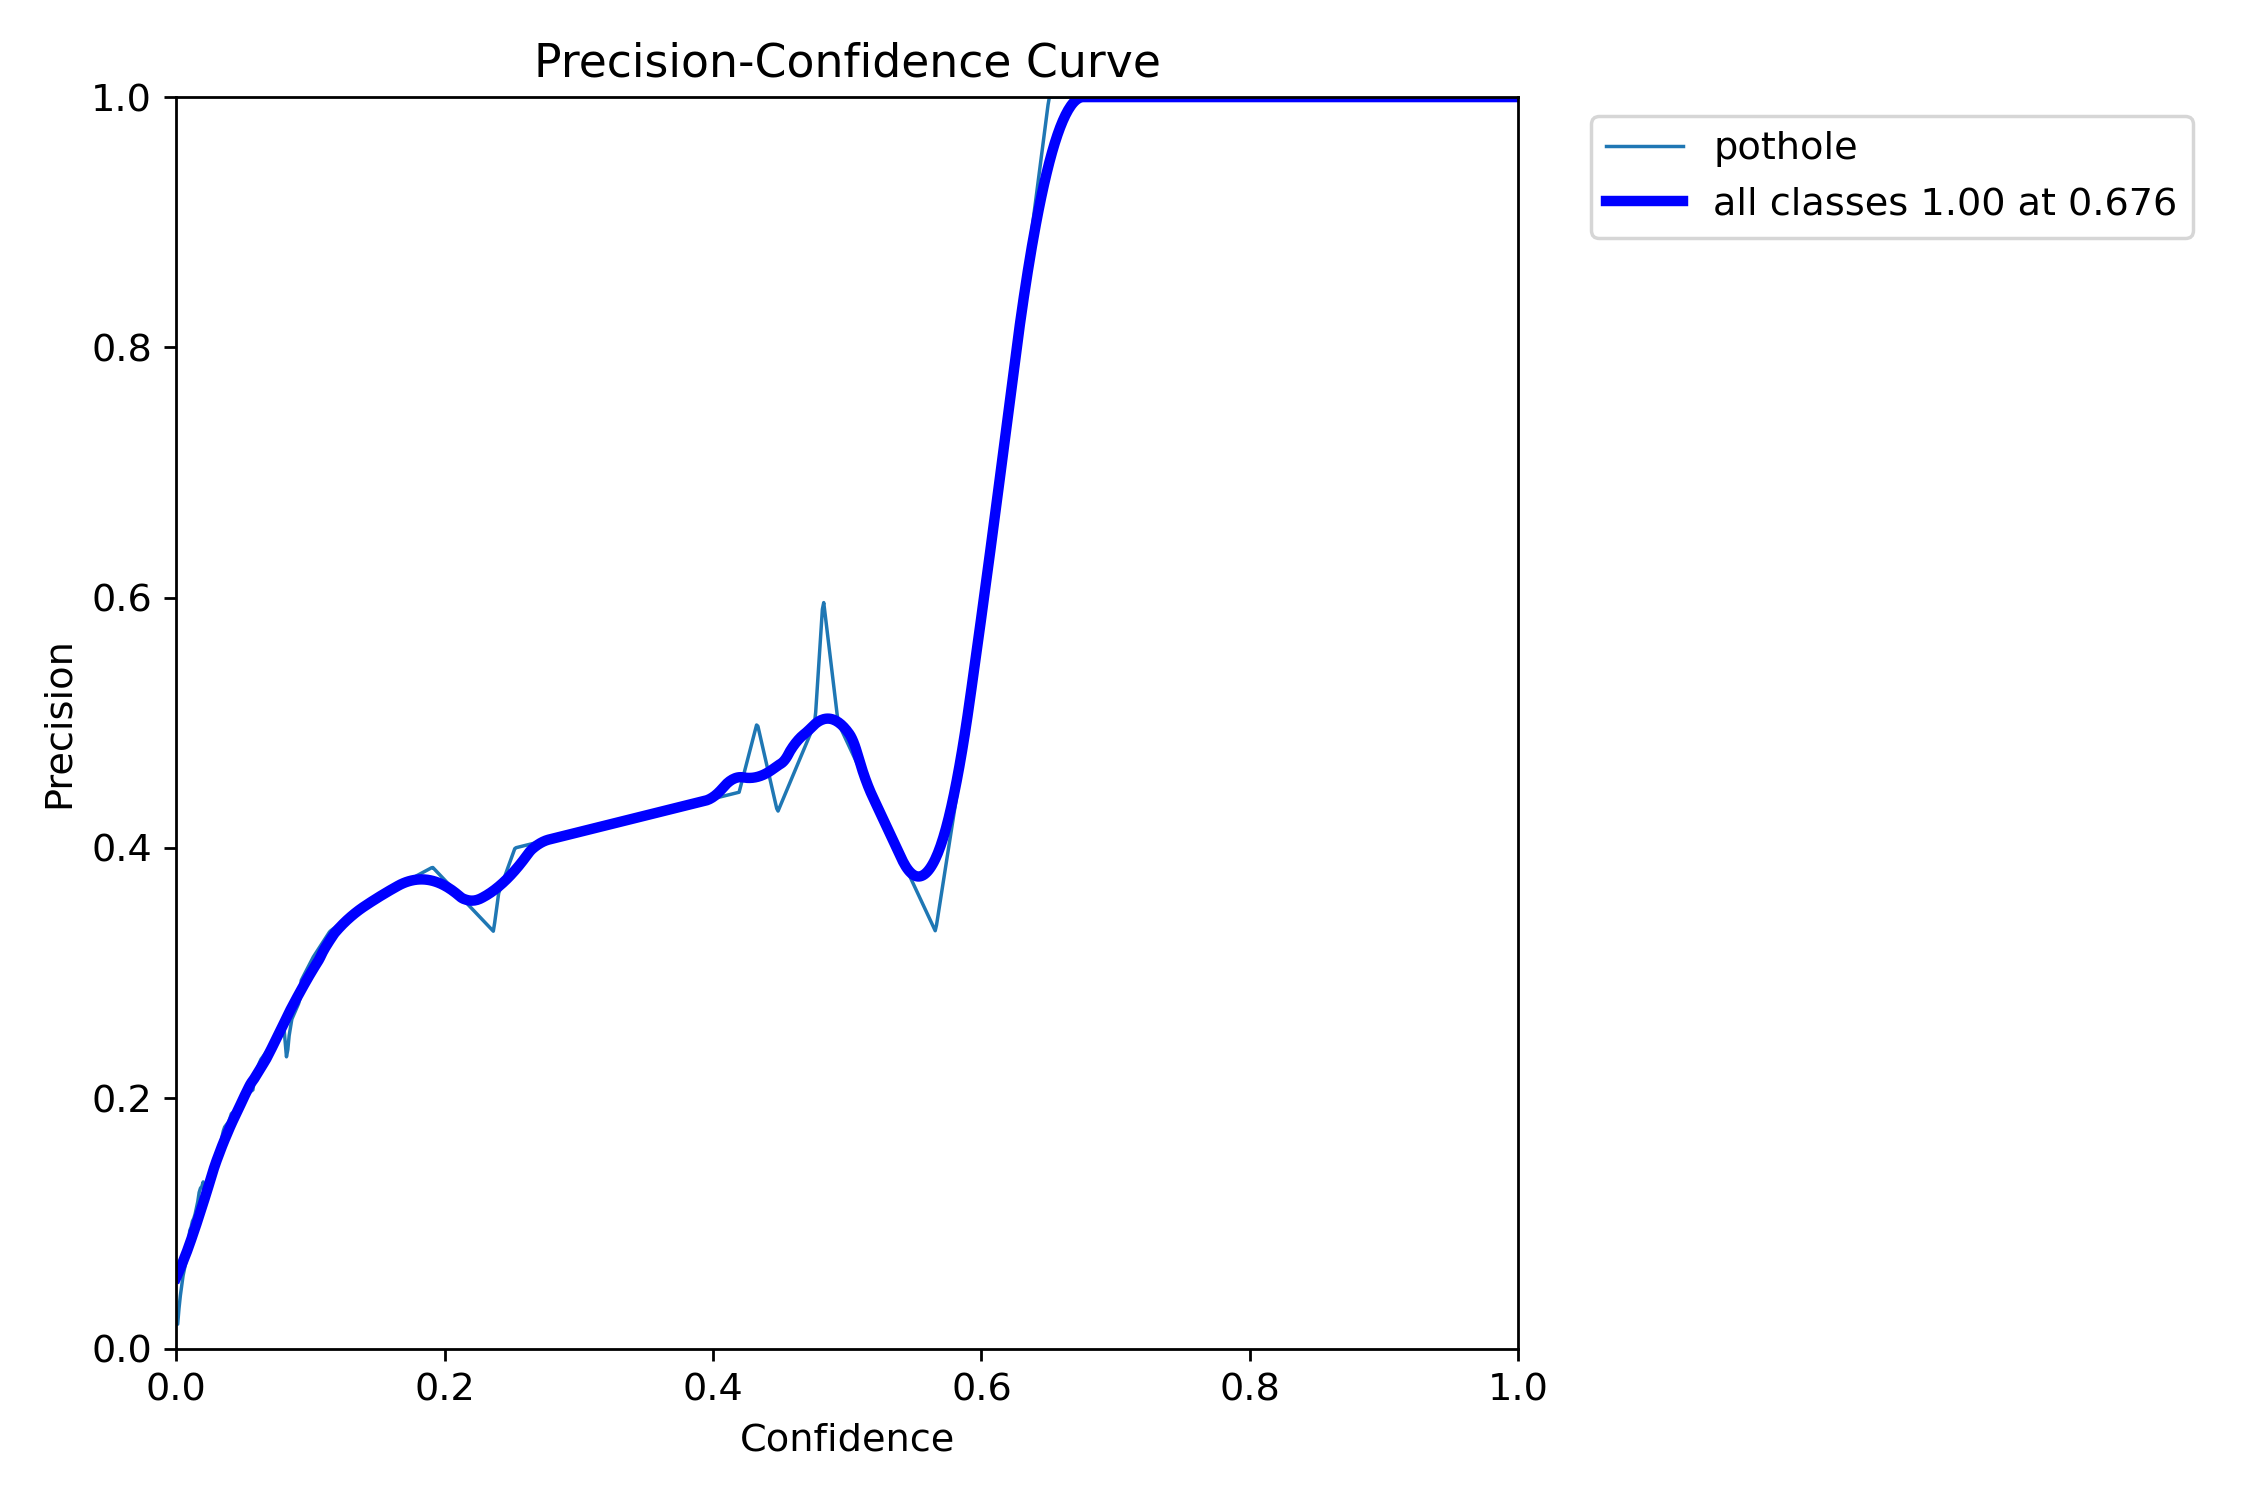 Precision-Confidence Curve
pothole
all classes 1.00 at 0.676
1.0
0.8
0.6
0.4
0.2
0.0
Precision
0.0 0.2 0.4 0.6 0.8 1.0
Confidence